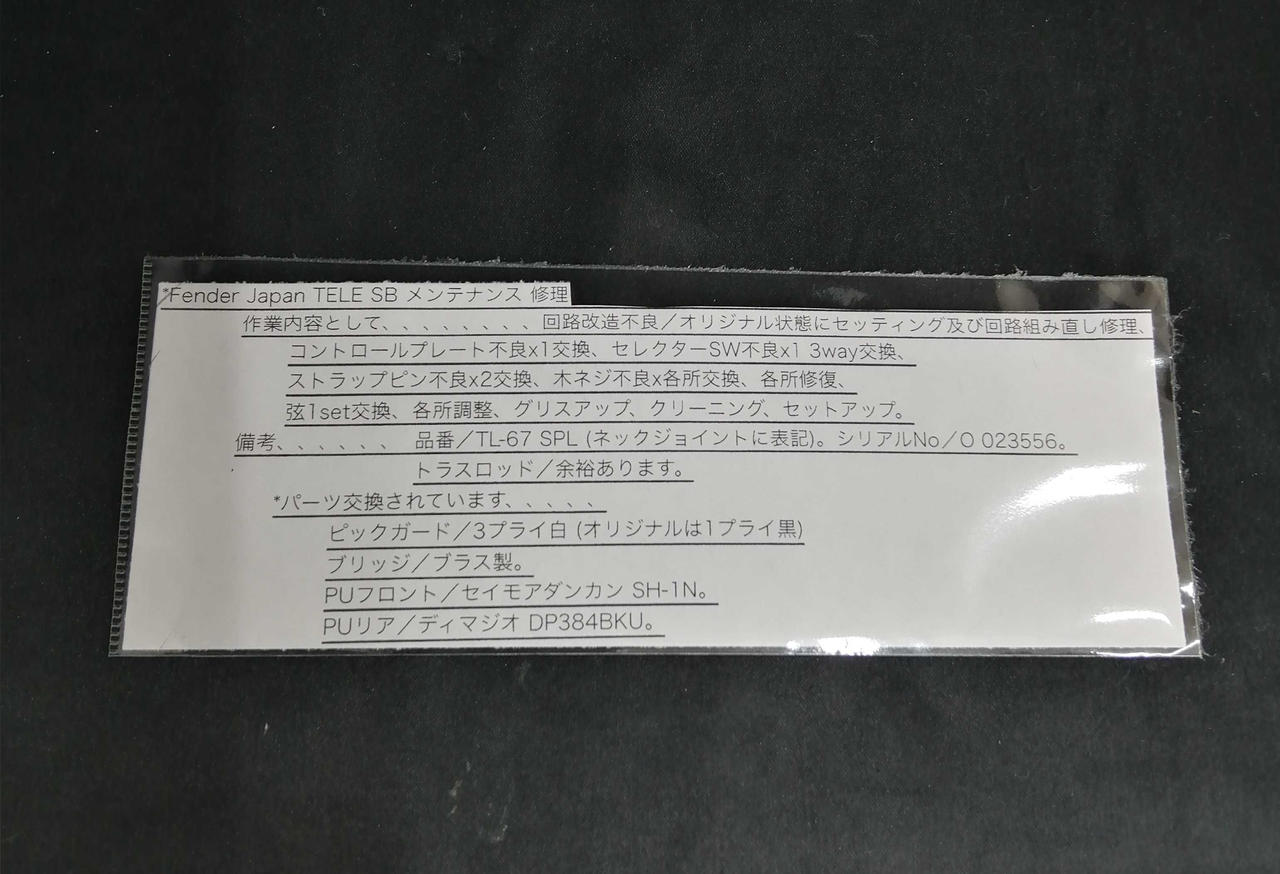 *Fender Japan TELE SB メンテナンス 修理
作業内容として、、、、、、、、回路改造不良／オリジナル状態にセッティング及び回路組み直し修理、
コントロールプレート不良x1交換、セレクターSW不良x1 3way交換、
ストラップピン不良x2交換、木ネジ不良x各所交換、各所修復、
弦1set交換、各所調整、グリスアップ、クリーニング、セットアップ。
備考、、、、、、 品番／TL-67 SPL (ネックジョイントに表記)。シリアルNo／O 023556。
トラスロッド／余裕あります。
*パーツ交換されています、、、、、
ピックガード／3プライ白 (オリジナルは1プライ黒)
ブリッジ／ブラス製。
PUフロント／セイモアダンカン SH-1N。
PUリア／ディマジオ DP384BKU。